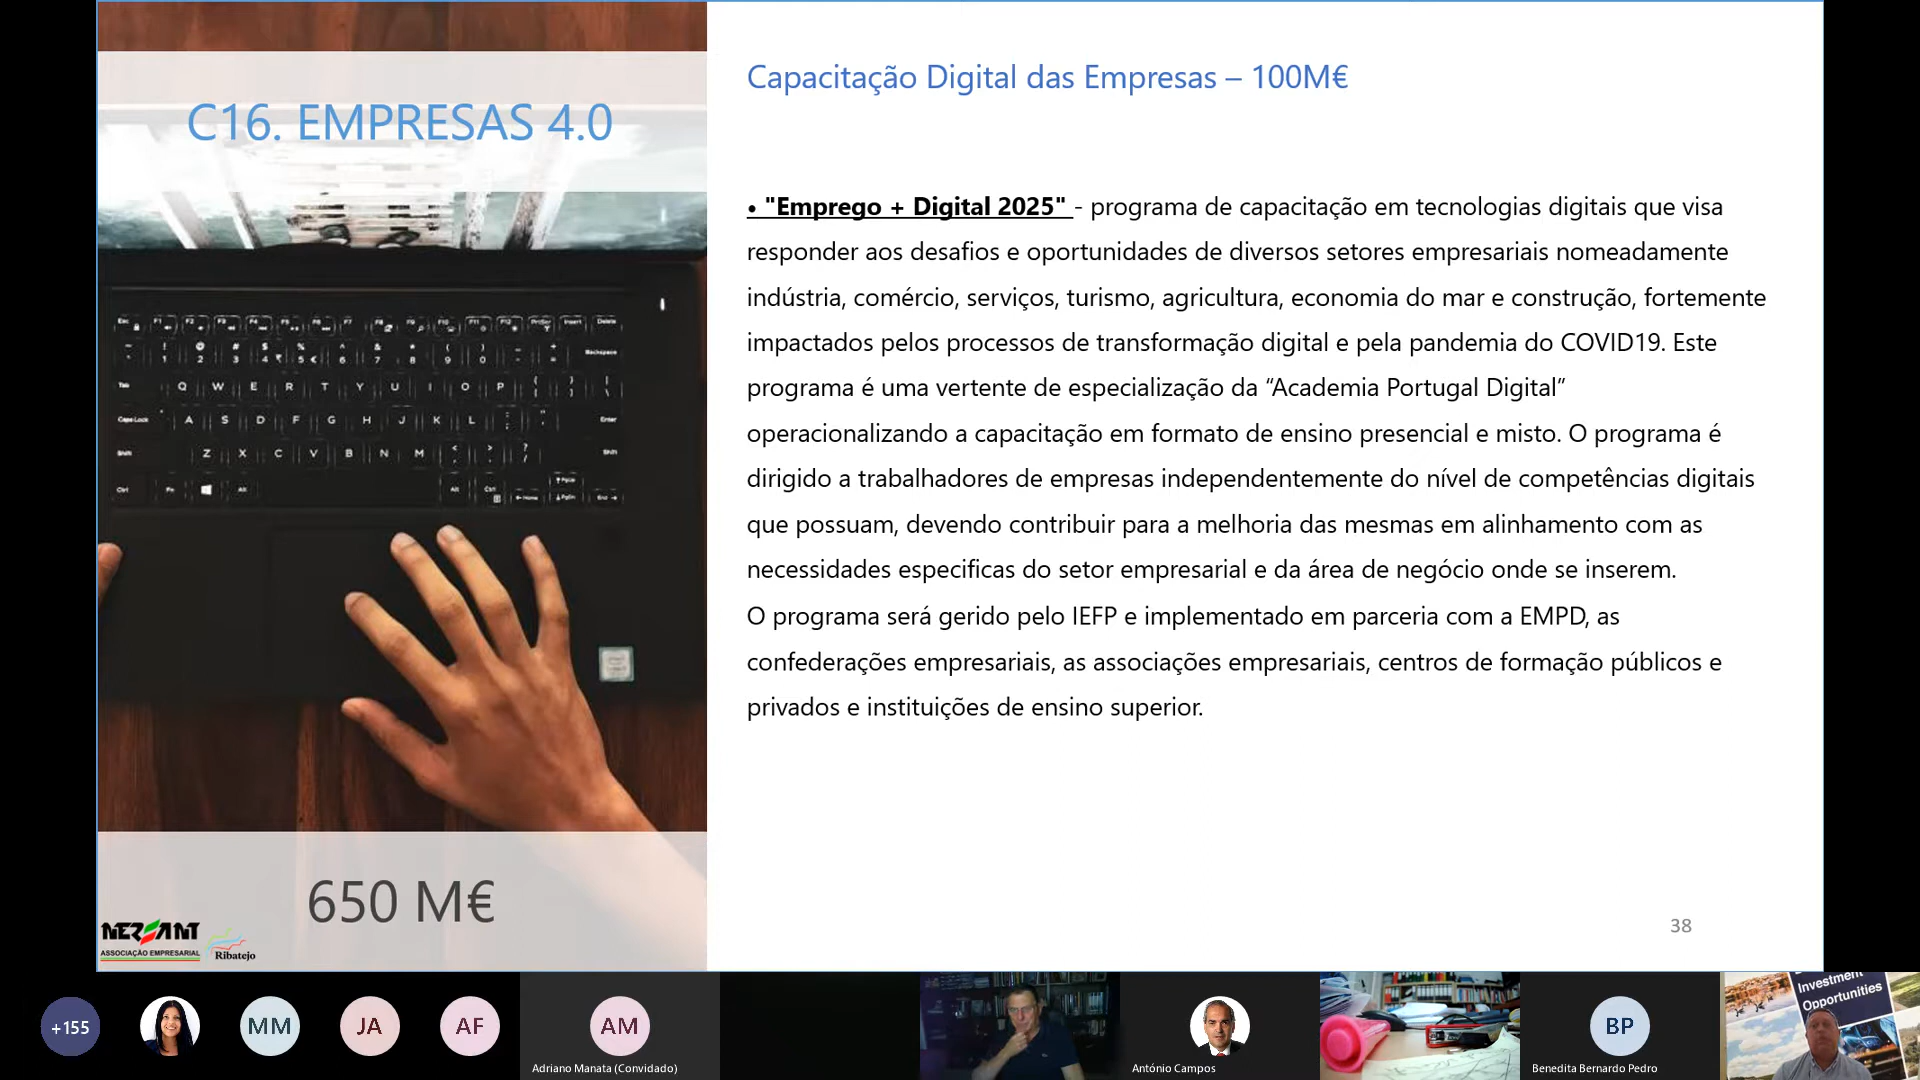 C16. EMPRESAS 4.0
650 M€
NERSANT
ASSOCIAÇÃO EMPRESARIAL
Ribatejo
Capacitação Digital das Empresas – 100M€
• "Emprego + Digital 2025" - programa de capacitação em tecnologias digitais que visa
responder aos desafios e oportunidades de diversos setores empresariais nomeadamente
indústria, comércio, serviços, turismo, agricultura, economia do mar e construção, fortemente
impactados pelos processos de transformação digital e pela pandemia do COVID19. Este
programa é uma vertente de especialização da “Academia Portugal Digital”
operacionalizando a capacitação em formato de ensino presencial e misto. O programa é
dirigido a trabalhadores de empresas independentemente do nível de competências digitais
que possuam, devendo contribuir para a melhoria das mesmas em alinhamento com as
necessidades especificas do setor empresarial e da área de negócio onde se inserem.
O programa será gerido pelo IEFP e implementado em parceria com a EMPD, as
confederações empresariais, as associações empresariais, centros de formação públicos e
privados e instituições de ensino superior.
38
+155
MM
JA
AF
AM
Adriano Manata (Convidado)
António Campos
BP
Benedita Bernardo Pedro
Investment
Opportunities